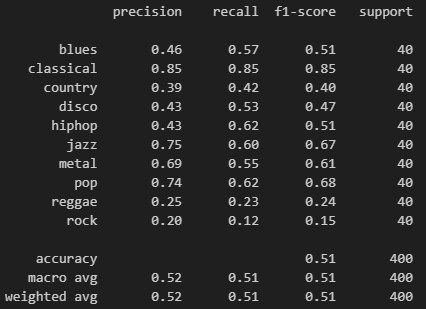 precision recall f1-score support
blues 0.46 0.57 0.51 40
classical 0.85 0.85 0.85 40
country 0.39 0.42 0.40 40
disco 0.43 0.53 0.47 40
hiphop 0.43 0.62 0.51 40
jazz 0.75 0.60 0.67 40
metal 0.69 0.55 0.61 40
pop 0.74 0.62 0.68 40
reggae 0.25 0.23 0.24 40
rock 0.20 0.12 0.15 40
accuracy 0.51 400
macro avg 0.52 0.51 0.51 400
weighted avg 0.52 0.51 0.51 400